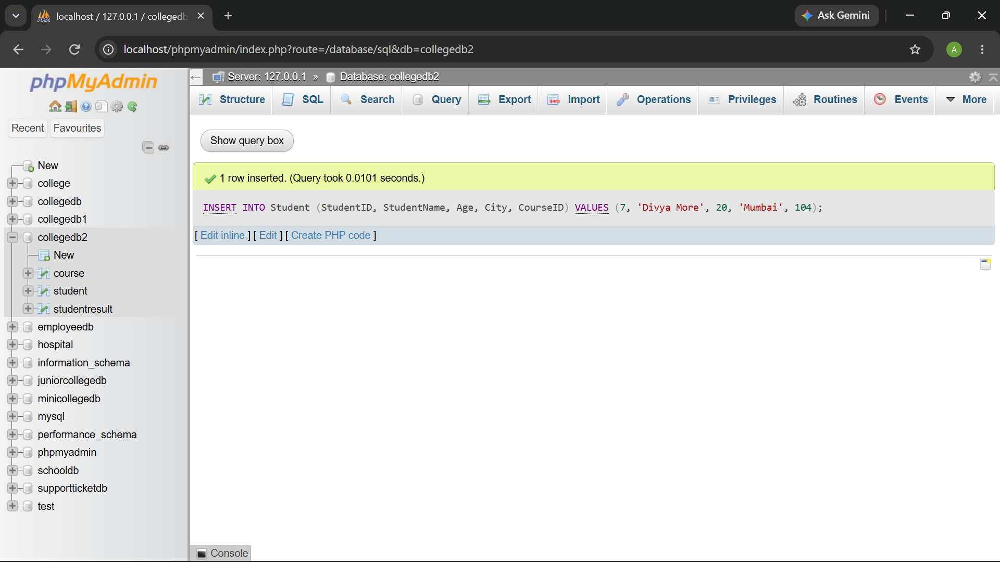 localhost / 127.0.0.1 / collegedb
Ask Gemini
localhost/phpmyadmin/index.php?route=/database/sql&db=collegedb2
A
phpMyAdmin
Server: 127.0.0.1 » Database: collegedb2
Structure SQL Search Query Export Import Operations Privileges Routines Events More
Recent Favourites
Show query box
1 row inserted. (Query took 0.0101 seconds.)
INSERT INTO Student (StudentID, StudentName, Age, City, CourseID) VALUES (7, 'Divya More', 20, 'Mumbai', 104);
[ Edit inline ] [ Edit ] [ Create PHP code ]
New
college
collegedb
collegedb1
collegedb2
New
course
student
studentresult
employeedb
hospital
information_schema
juniorcollegedb
minicollegedb
mysql
performance_schema
phpmyadmin
schooldb
supportticketdb
test
Console